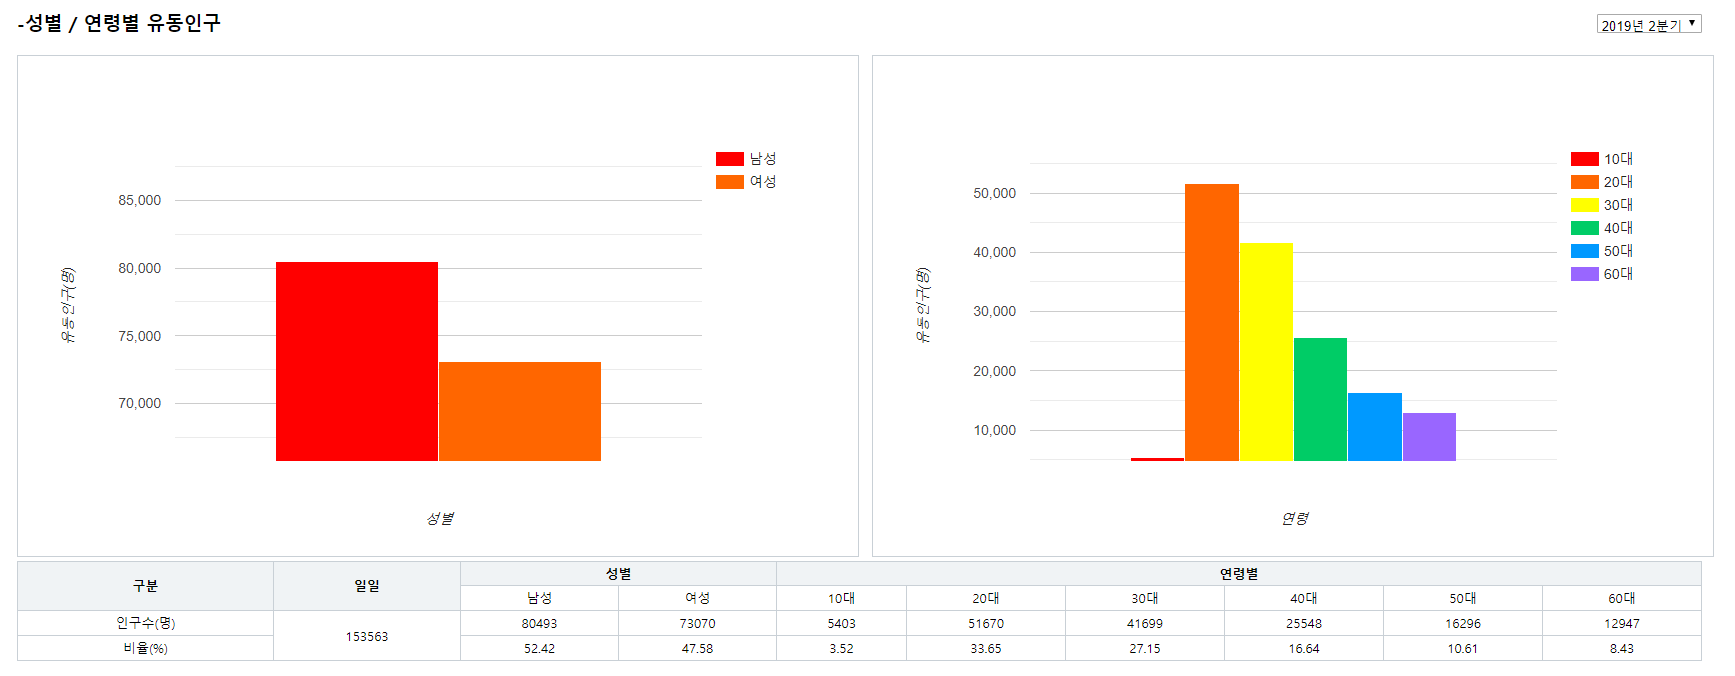 -성별 / 연령별 유동인구
2019년 2분기
남성
여성
85,000
80,000
75,000
70,000
유동인구(명)
성별
10대
20대
30대
40대
50대
60대
50,000
40,000
30,000
20,000
10,000
유동인구(명)
연령
구분 일일 성별 연령별
남성 여성 10대 20대 30대 40대 50대 60대
인구수(명) 153563 80493 73070 5403 51670 41699 25548 16296 12947
비율(%) 52.42 47.58 3.52 33.65 27.15 16.64 10.61 8.43